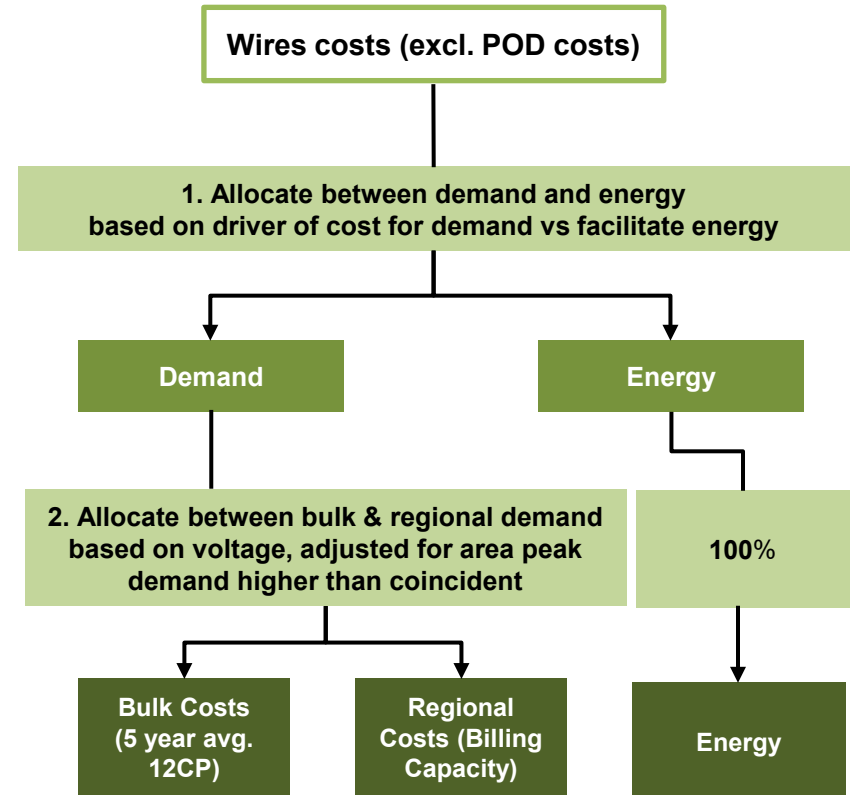 Wires costs (excl. POD costs)
1. Allocate between demand and energy
based on driver of cost for demand vs facilitate energy
Demand
Energy
2. Allocate between bulk & regional demand
based on voltage, adjusted for area peak
demand higher than coincident
100%
Bulk Costs
(5 year avg.
12CP)
Regional
Costs (Billing
Capacity)
Energy